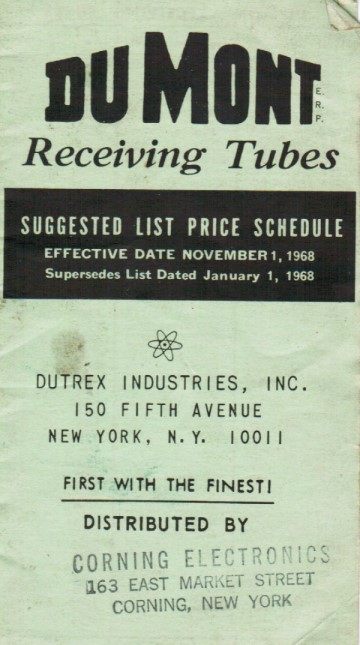 DUMONT
E.R.P.
Receiving Tubes
SUGGESTED LIST PRICE SCHEDULE
EFFECTIVE DATE NOVEMBER 1, 1968
Supersedes List Dated January 1, 1968
DUTREX INDUSTRIES, INC.
150 FIFTH AVENUE
NEW YORK, N.Y. 10011
FIRST WITH THE FINEST!
DISTRIBUTED BY
CORNING ELECTRONICS
163 EAST MARKET STREET
CORNING, NEW YORK